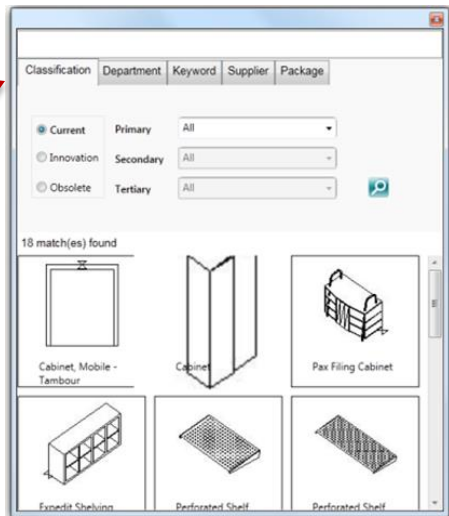 Classification Department Keyword Supplier Package
Current Primary All
Innovation Secondary All
Obsolete Tertiary All
18 match(es) found
Cabinet, Mobile -
Tambour
Cabinet
Pax Filing Cabinet
Expedit Shelving
Perforated Shelf
Perforated Shelf